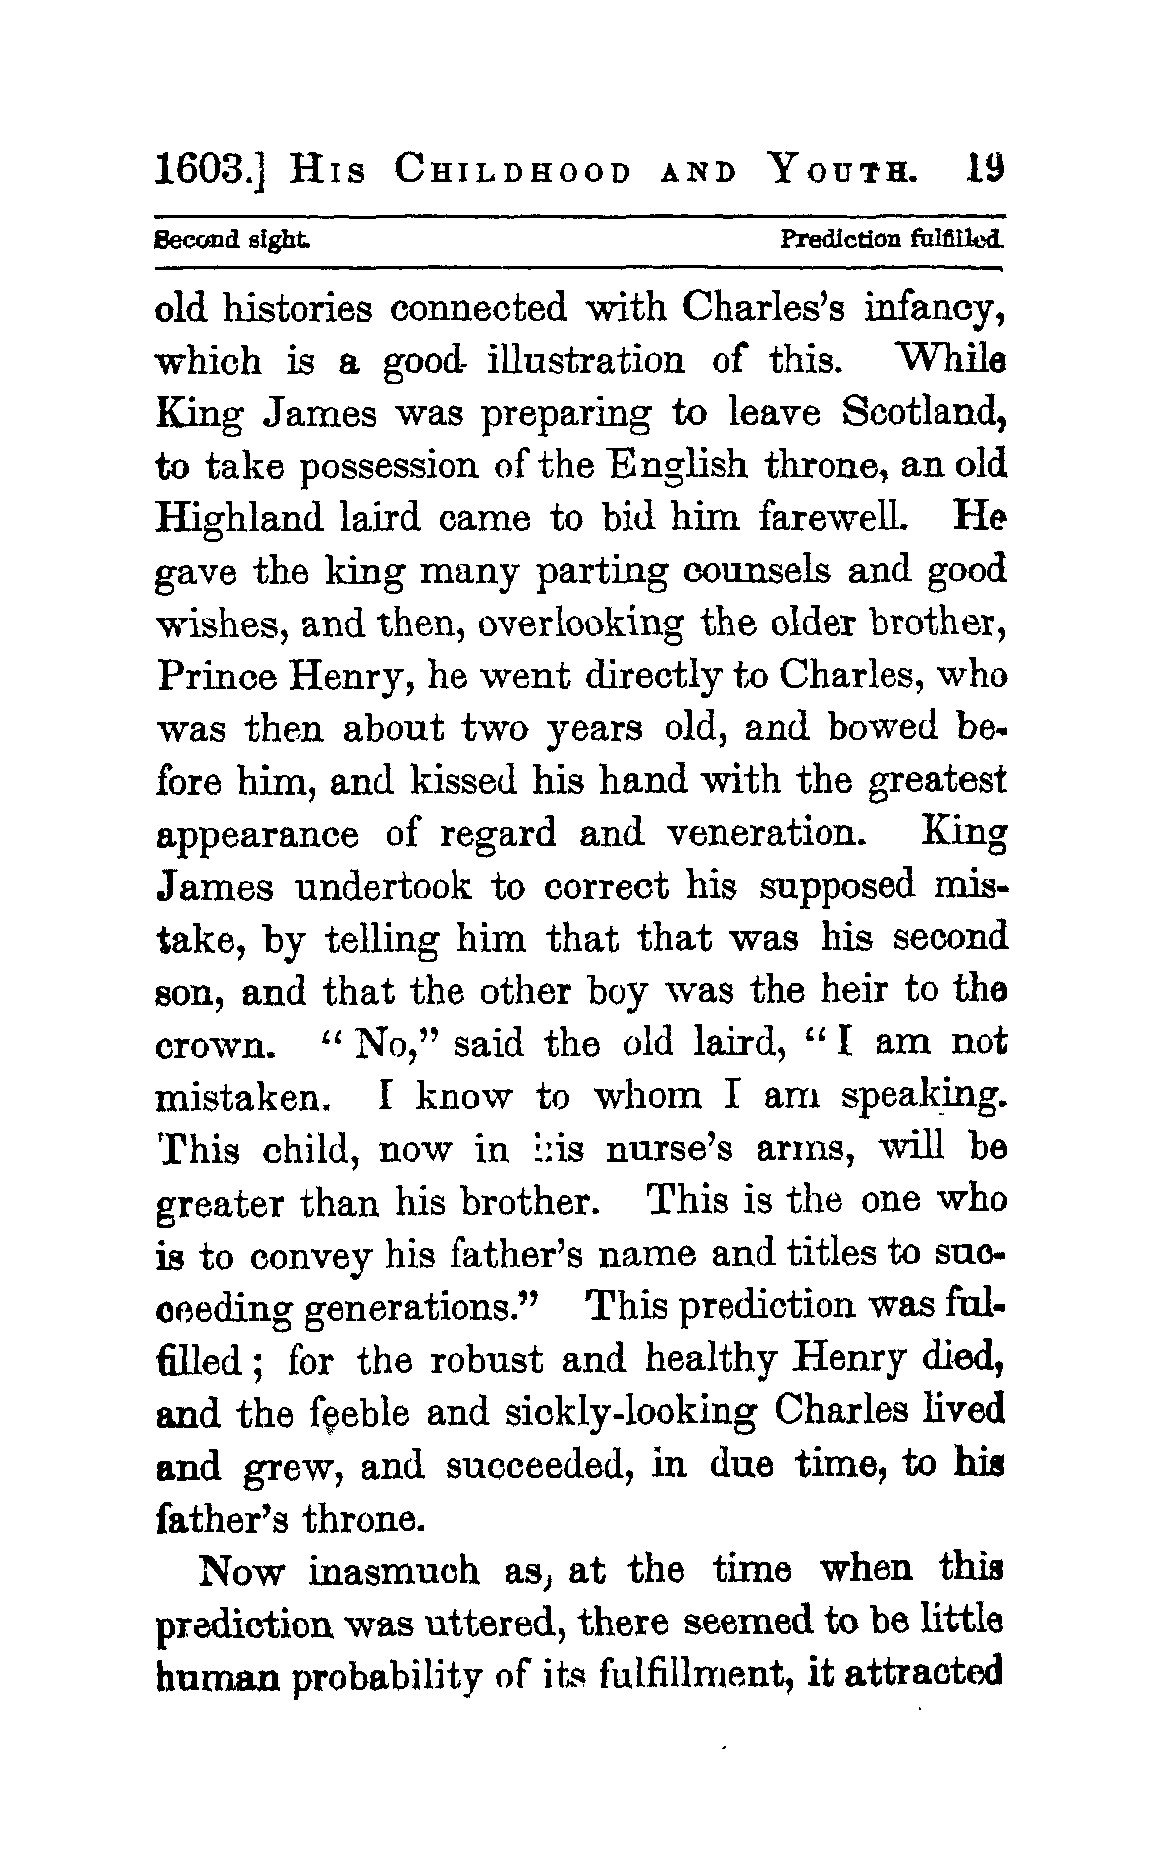 1603.] His Childhood and Youth. 19
Second sight. Prediction fulfilled.
old histories connected with Charles's infancy,
which is a good illustration of this. While
King James was preparing to leave Scotland,
to take possession of the English throne, an old
Highland laird came to bid him farewell. He
gave the king many parting counsels and good
wishes, and then, overlooking the older brother,
Prince Henry, he went directly to Charles, who
was then about two years old, and bowed be-
fore him, and kissed his hand with the greatest
appearance of regard and veneration. King
James undertook to correct his supposed mis-
take, by telling him that that was his second
son, and that the other boy was the heir to the
crown. "No," said the old laird, "I am not
mistaken. I know to whom I am speaking.
This child, now in his nurse's arms, will be
greater than his brother. This is the one who
is to convey his father's name and titles to suc-
ceeding generations." This prediction was ful-
filled; for the robust and healthy Henry died,
and the feeble and sickly-looking Charles lived
and grew, and succeeded, in due time, to his
father's throne.
Now inasmuch as, at the time when this
prediction was uttered, there seemed to be little
human probability of its fulfillment, it attracted